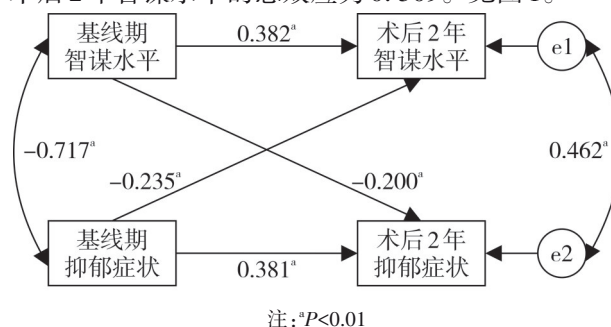 基线期
智谋水平
0.382ᵃ
术后2年
智谋水平
e1
−0.717ᵃ
−0.235ᵃ
−0.200ᵃ
0.462ᵃ
基线期
抑郁症状
0.381ᵃ
术后2年
抑郁症状
e2
注:ᵃP<0.01